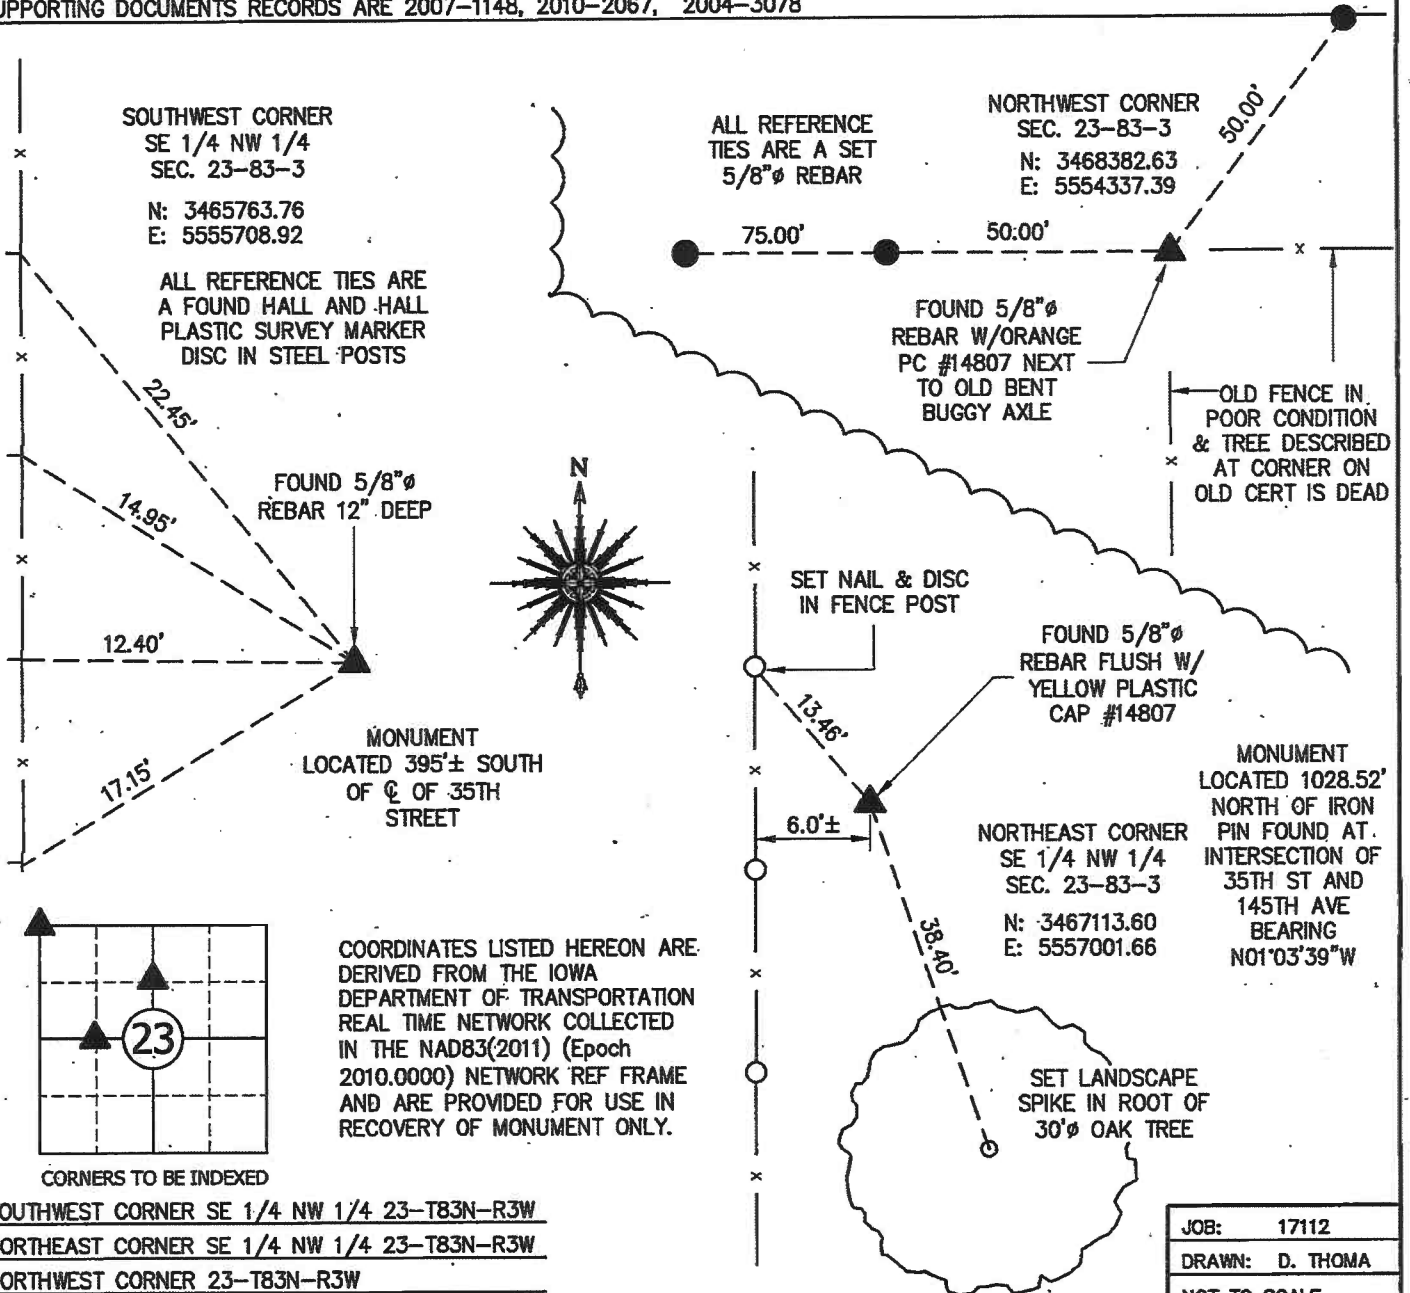 UPPORTING DOCUMENTS RECORDS ARE 2007-1148, 2010-2067, 2004-3078
SOUTHWEST CORNER
SE 1/4 NW 1/4
SEC. 23-83-3
N: 3465763.76
E: 5555708.92
ALL REFERENCE TIES ARE
A FOUND HALL AND HALL
PLASTIC SURVEY MARKER
DISC IN STEEL POSTS
22.45'
14.95'
12.40'
17.15'
FOUND 5/8"ø
REBAR 12" DEEP
MONUMENT
LOCATED 395'± SOUTH
OF ℄ OF 35TH
STREET
ALL REFERENCE
TIES ARE A SET
5/8"ø REBAR
75.00'
50.00'
50.00'
NORTHWEST CORNER
SEC. 23-83-3
N: 3468382.63
E: 5554337.39
FOUND 5/8"ø
REBAR W/ORANGE
PC #14807 NEXT
TO OLD BENT
BUGGY AXLE
OLD FENCE IN
POOR CONDITION
& TREE DESCRIBED
AT CORNER ON
OLD CERT IS DEAD
N
SET NAIL & DISC
IN FENCE POST
FOUND 5/8"ø
REBAR FLUSH W/
YELLOW PLASTIC
CAP #14807
13.46'
6.0'±
38.40'
NORTHEAST CORNER
SE 1/4 NW 1/4
SEC. 23-83-3
N: 3467113.60
E: 5557001.66
MONUMENT
LOCATED 1028.52'
NORTH OF IRON
PIN FOUND AT
INTERSECTION OF
35TH ST AND
145TH AVE
BEARING
N01°03'39"W
SET LANDSCAPE
SPIKE IN ROOT OF
30'ø OAK TREE
23
CORNERS TO BE INDEXED
COORDINATES LISTED HEREON ARE
DERIVED FROM THE IOWA
DEPARTMENT OF TRANSPORTATION
REAL TIME NETWORK COLLECTED
IN THE NAD83(2011) (Epoch
2010.0000) NETWORK REF FRAME
AND ARE PROVIDED FOR USE IN
RECOVERY OF MONUMENT ONLY.
OUTHWEST CORNER SE 1/4 NW 1/4 23-T83N-R3W
ORTHEAST CORNER SE 1/4 NW 1/4 23-T83N-R3W
ORTHWEST CORNER 23-T83N-R3W
JOB: 17112
DRAWN: D. THOMA
NOT TO SCALE